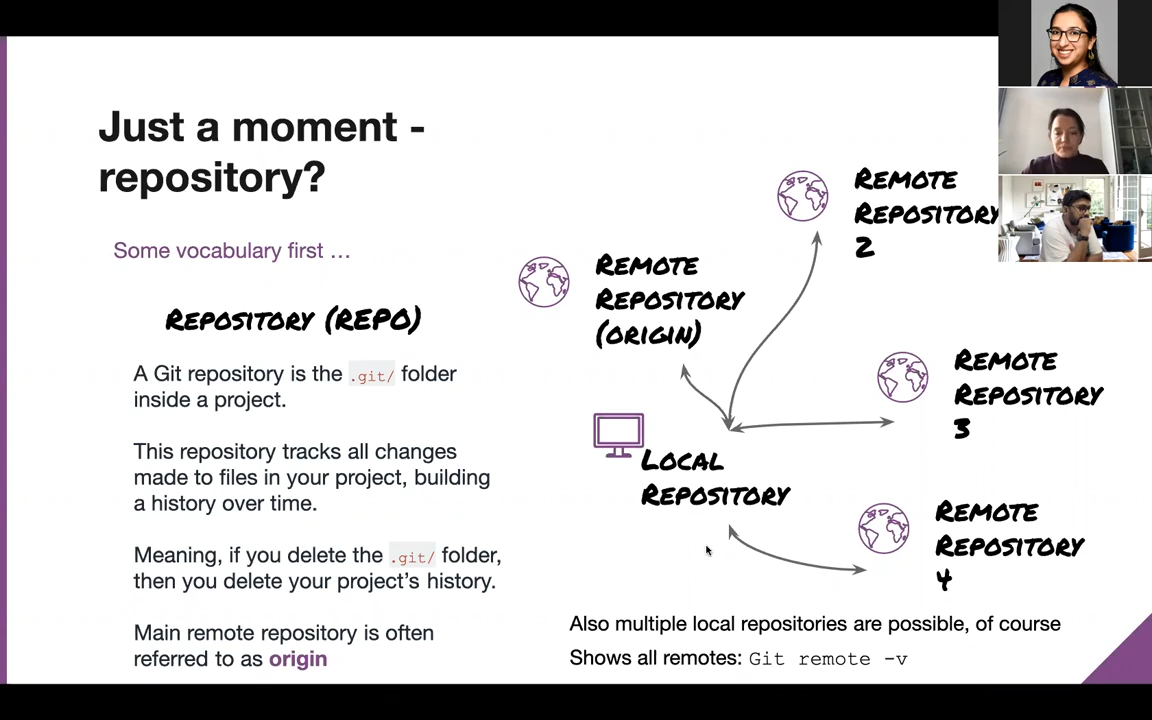 Just a moment -
repository?
Some vocabulary first …
Repository (repo)
A Git repository is the .git/ folder
inside a project.
This repository tracks all changes
made to files in your project, building
a history over time.
Meaning, if you delete the .git/ folder,
then you delete your project's history.
Main remote repository is often
referred to as origin
Remote
Repository
(origin)
Remote
Repository
2
Remote
Repository
3
Local
Repository
Remote
Repository
4
Also multiple local repositories are possible, of course
Shows all remotes: Git remote -v